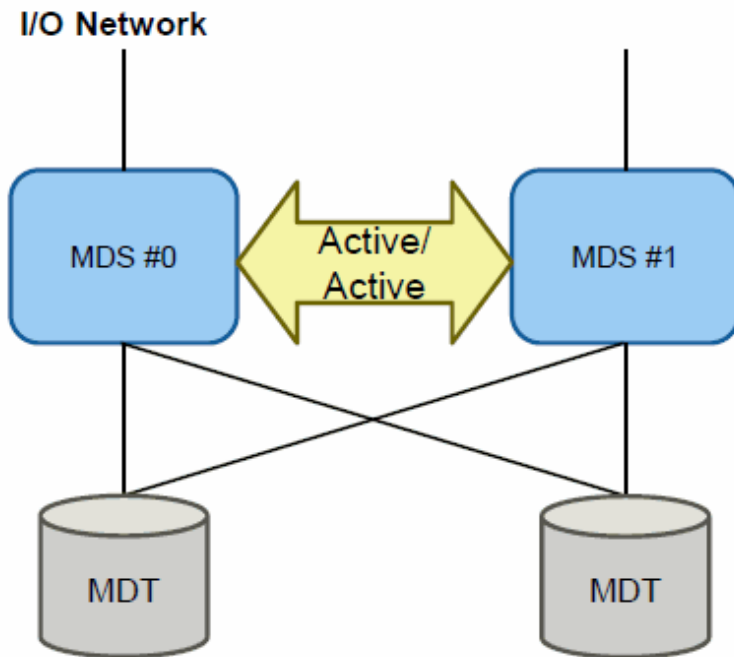 I/O Network
MDS #0
Active/
Active
MDS #1
MDT
MDT